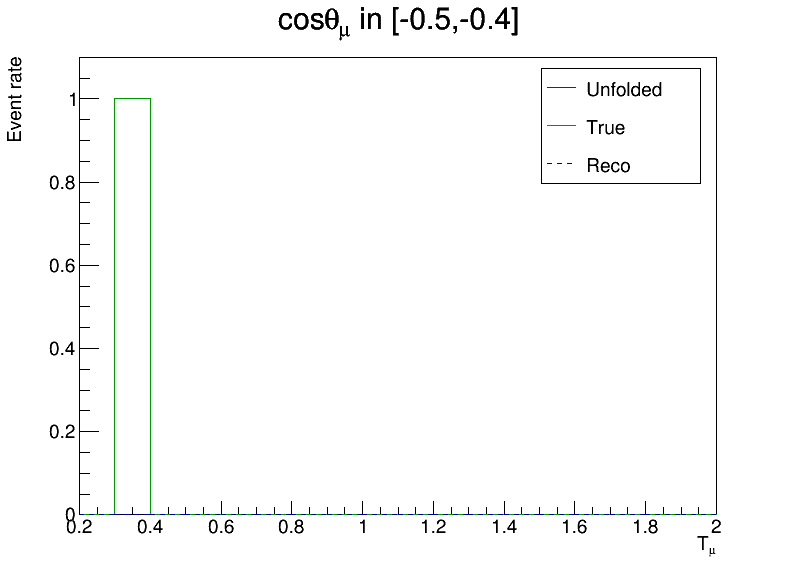 cosθμ in [-0.5,-0.4]
Event rate
Unfolded
True
Reco
1
0.8
0.6
0.4
0.2
0
0.2 0.4 0.6 0.8 1 1.2 1.4 1.6 1.8 2
Tμ